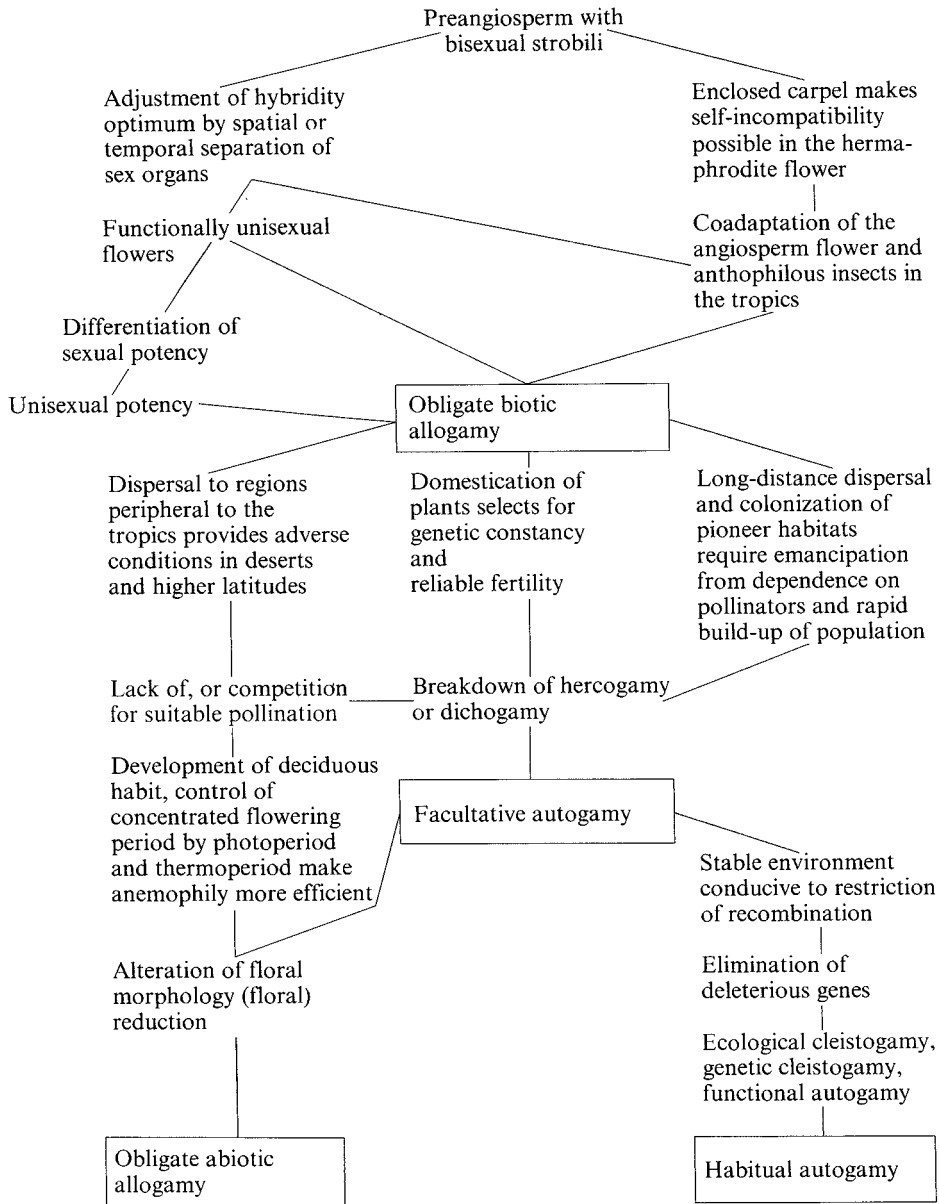 Preangiosperm with
bisexual strobili
Adjustment of hybridity
optimum by spatial or
temporal separation of
sex organs
Enclosed carpel makes
self-incompatibility
possible in the herma-
phrodite flower
Functionally unisexual
flowers
Coadaptation of the
angiosperm flower and
anthophilous insects in
the tropics
Differentiation of
sexual potency
Unisexual potency
Obligate biotic
allogamy
Dispersal to regions
peripheral to the
tropics provides adverse
conditions in deserts
and higher latitudes
Domestication of
plants selects for
genetic constancy
and
reliable fertility
Long-distance dispersal
and colonization of
pioneer habitats
require emancipation
from dependence on
pollinators and rapid
build-up of population
Lack of, or competition
for suitable pollination
Breakdown of hercogamy
or dichogamy
Development of deciduous
habit, control of
concentrated flowering
period by photoperiod
and thermoperiod make
anemophily more efficient
Facultative autogamy
Stable environment
conducive to restriction
of recombination
Alteration of floral
morphology (floral)
reduction
Elimination of
deleterious genes
Ecological cleistogamy,
genetic cleistogamy,
functional autogamy
Obligate abiotic
allogamy
Habitual autogamy